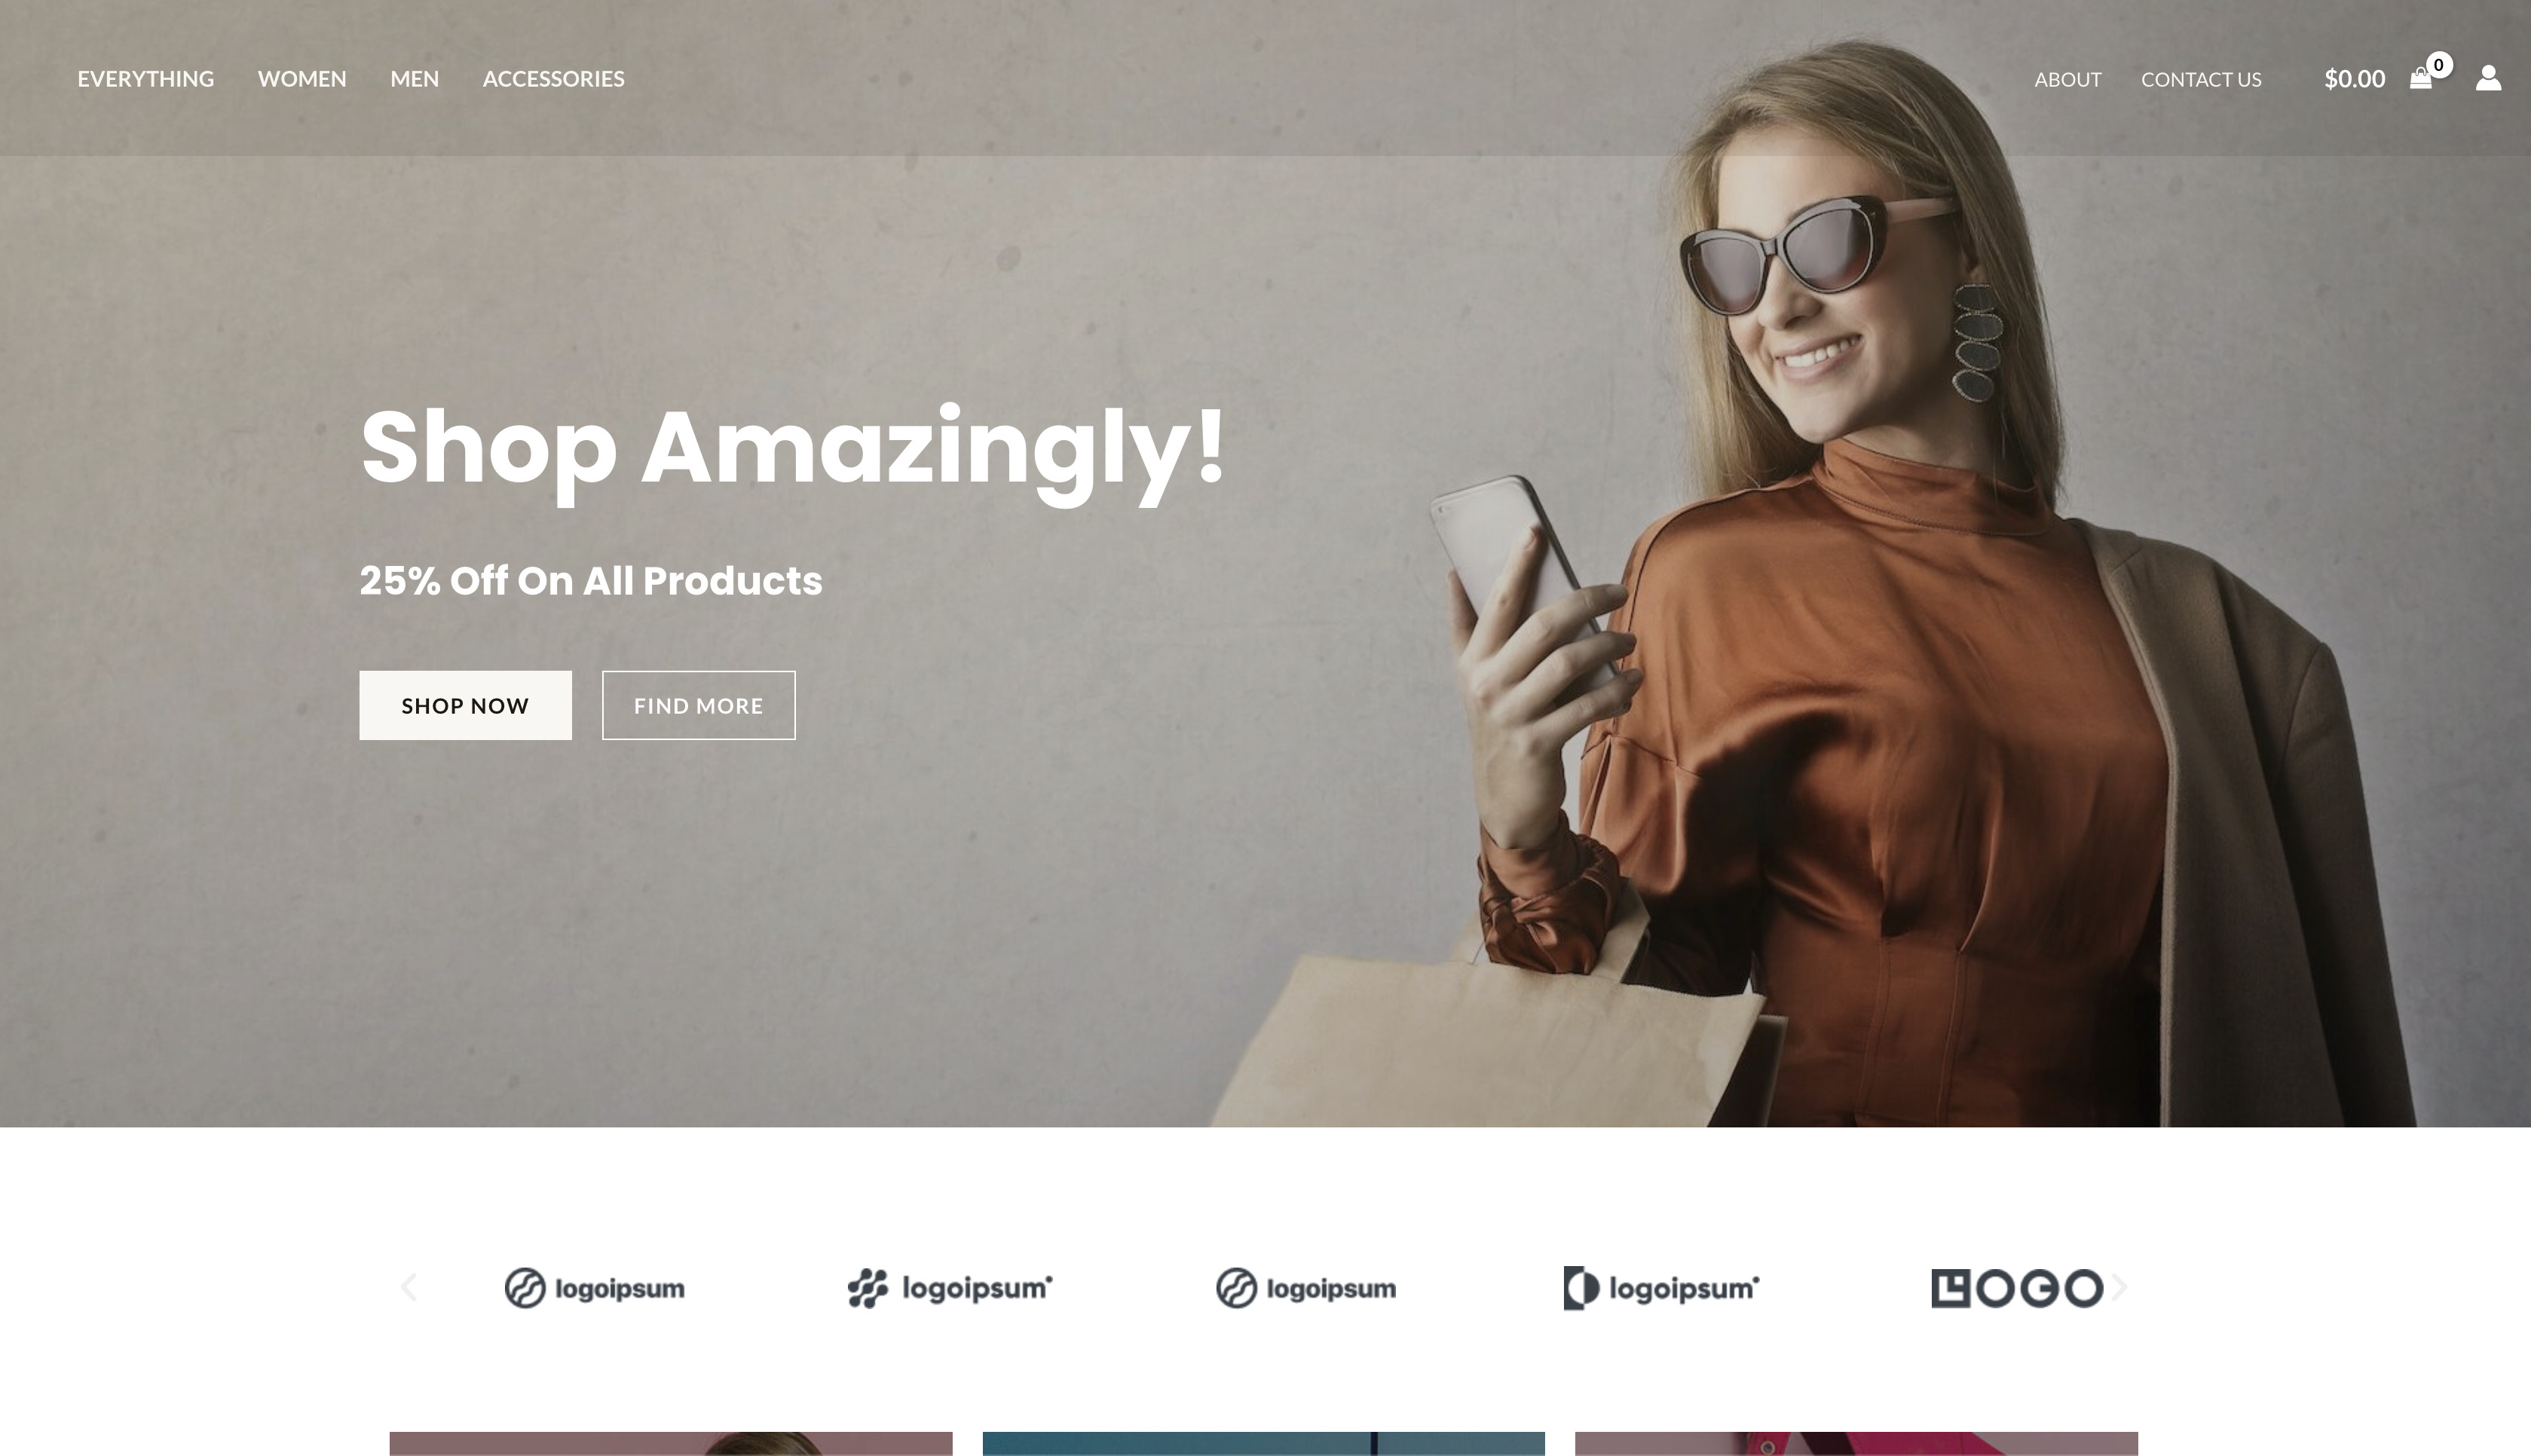 EVERYTHING WOMEN MEN ACCESSORIES ABOUT CONTACT US $0.00 0
Shop Amazingly!
25% Off On All Products
SHOP NOW FIND MORE
logoipsum logoipsum logoipsum logoipsum LOGO